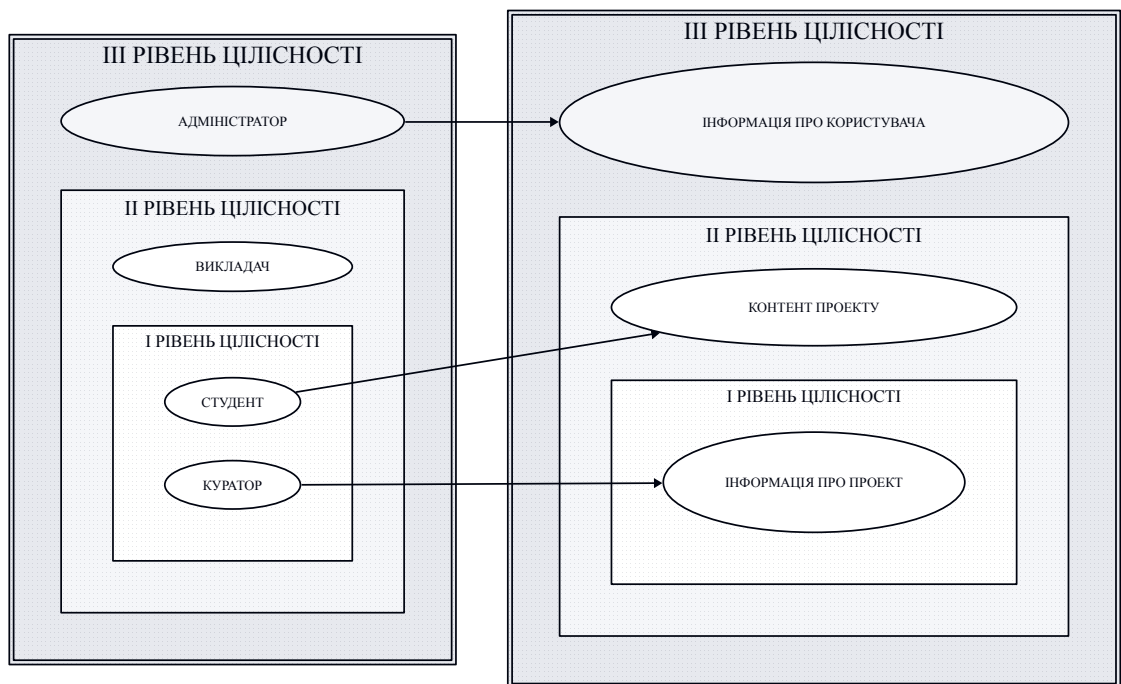 III РІВЕНЬ ЦІЛІСНОСТІ
АДМІНІСТРАТОР
II РІВЕНЬ ЦІЛІСНОСТІ
ВИКЛАДАЧ
I РІВЕНЬ ЦІЛІСНОСТІ
СТУДЕНТ
КУРАТОР
III РІВЕНЬ ЦІЛІСНОСТІ
ІНФОРМАЦІЯ ПРО КОРИСТУВАЧА
II РІВЕНЬ ЦІЛІСНОСТІ
КОНТЕНТ ПРОЕКТУ
I РІВЕНЬ ЦІЛІСНОСТІ
ІНФОРМАЦІЯ ПРО ПРОЕКТ